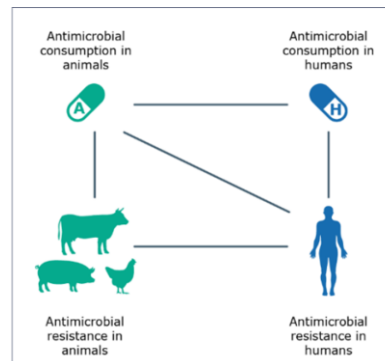 Antimicrobial
consumption in
animals
Antimicrobial
consumption in
humans
A
H
Antimicrobial
resistance in
animals
Antimicrobial
resistance in
humans